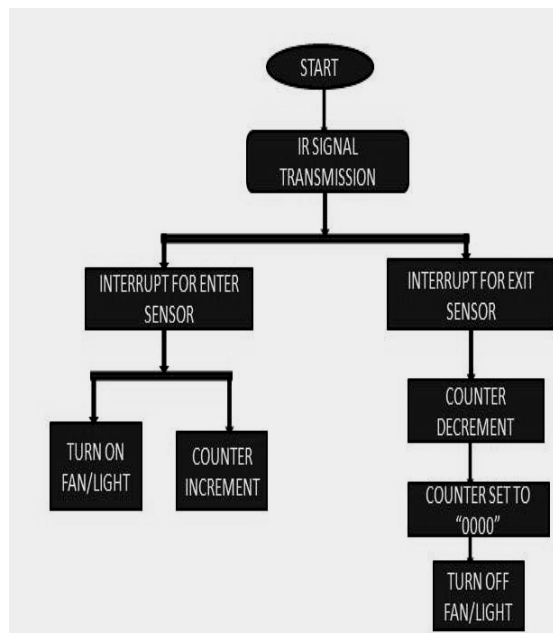 START
IR SIGNAL
TRANSMISSION
INTERRUPT FOR ENTER
SENSOR
INTERRUPT FOR EXIT
SENSOR
TURN ON
FAN/LIGHT
COUNTER
INCREMENT
COUNTER
DECREMENT
COUNTER SET TO
“0000”
TURN OFF
FAN/LIGHT